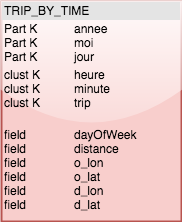 TRIP_BY_TIME
Part K annee
Part K moi
Part K jour
clust K heure
clust K minute
clust K trip
field dayOfWeek
field distance
field o_lon
field o_lat
field d_lon
field d_lat